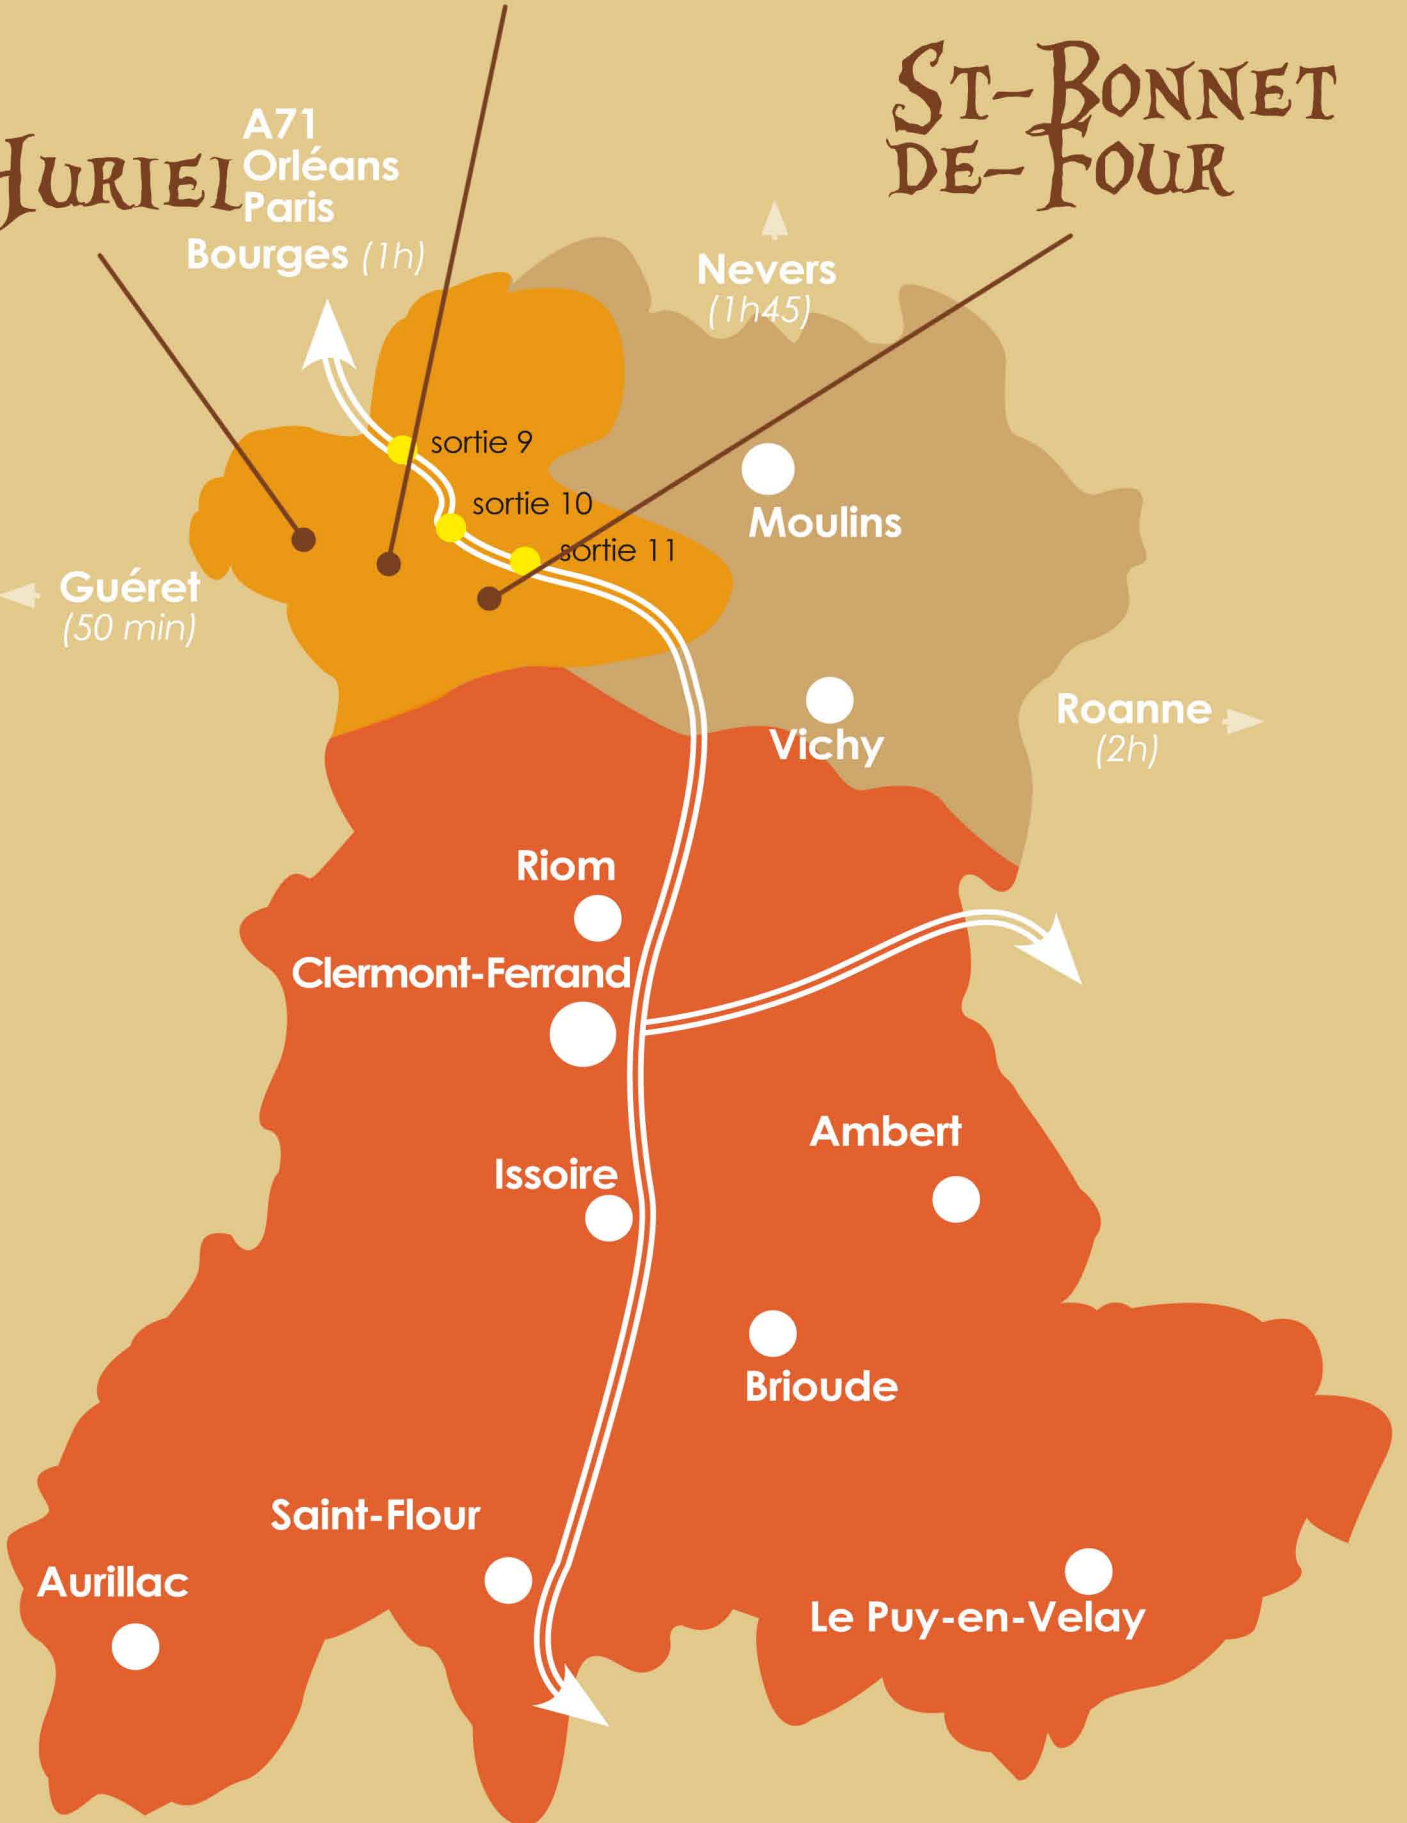 ST-BONNET
DE-FOUR
HURIEL
A71
Orléans
Paris
Bourges (1h)
Nevers
(1h45)
sortie 9
sortie 10
sortie 11
Moulins
Guéret
(50 min)
Roanne
(2h)
Vichy
Riom
Clermont-Ferrand
Ambert
Issoire
Brioude
Saint-Flour
Aurillac
Le Puy-en-Velay